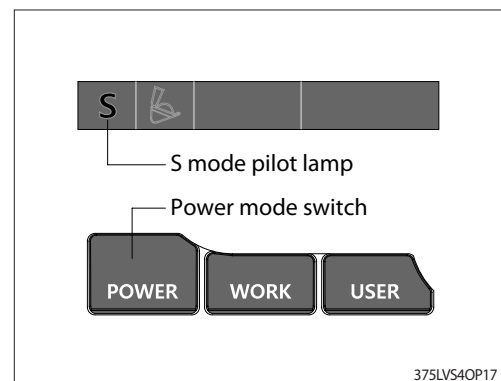 S
S mode pilot lamp
Power mode switch
POWER WORK USER
375LVS4OP17